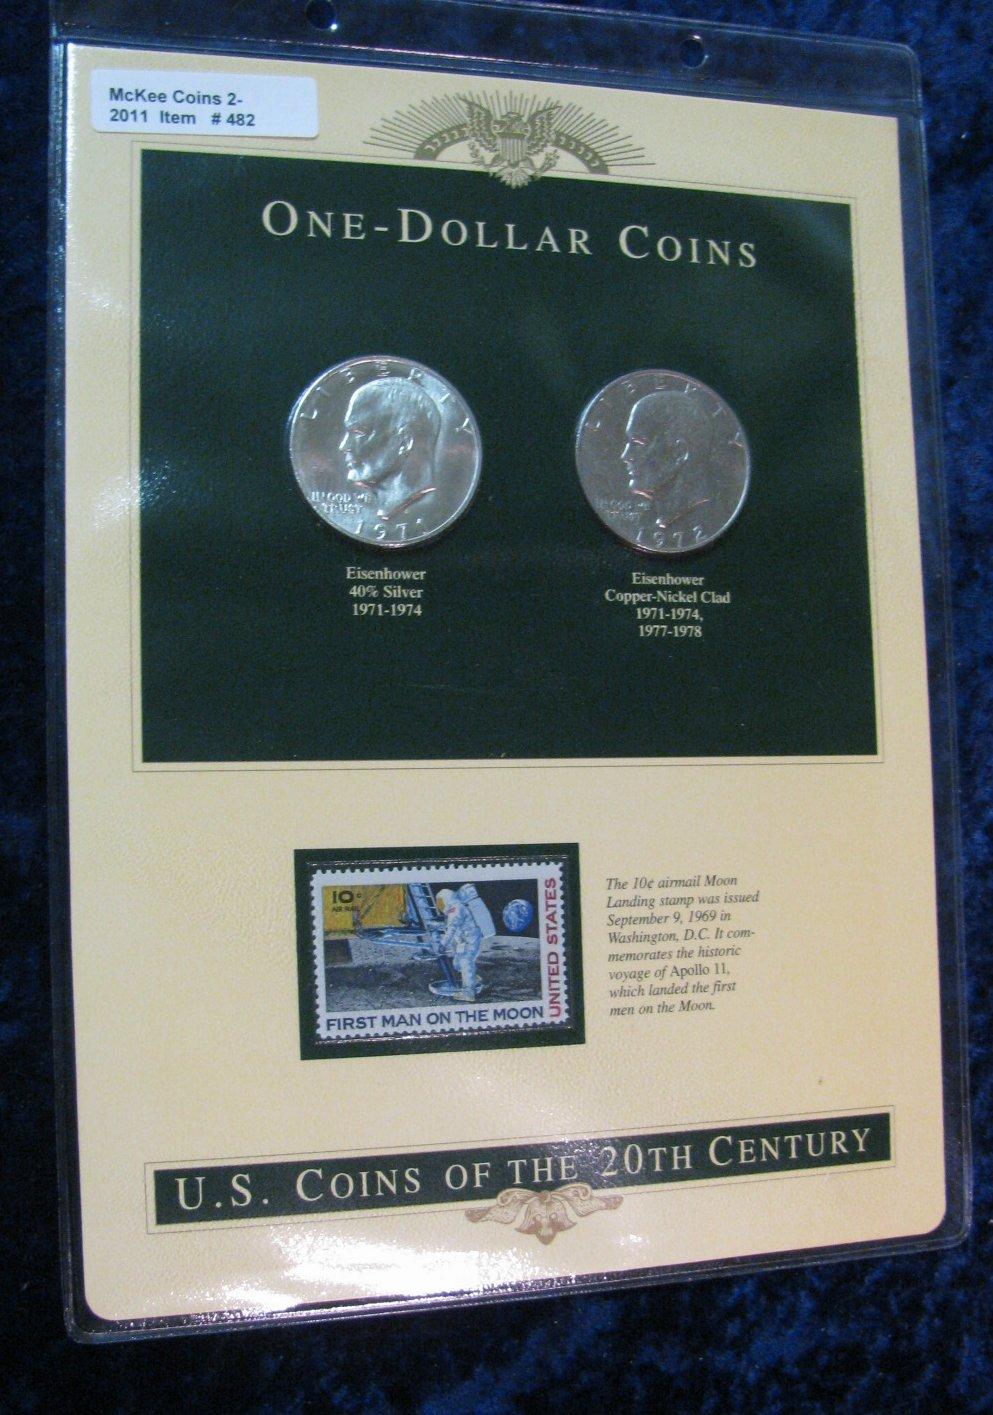 McKee Coins 2-
2011 Item # 482
ONE-DOLLAR COINS
LIBERTY
IN GOD WE
TRUST
1971
LIBERTY
IN GOD WE
TRUST
1972
Eisenhower
40% Silver
1971-1974
Eisenhower
Copper-Nickel Clad
1971-1974,
1977-1978
10c
AIR MAIL
UNITED STATES
FIRST MAN ON THE MOON
The 10¢ airmail Moon
Landing stamp was issued
September 9, 1969 in
Washington, D.C. It com-
memorates the historic
voyage of Apollo 11,
which landed the first
men on the Moon.
U.S. COINS OF THE 20TH CENTURY